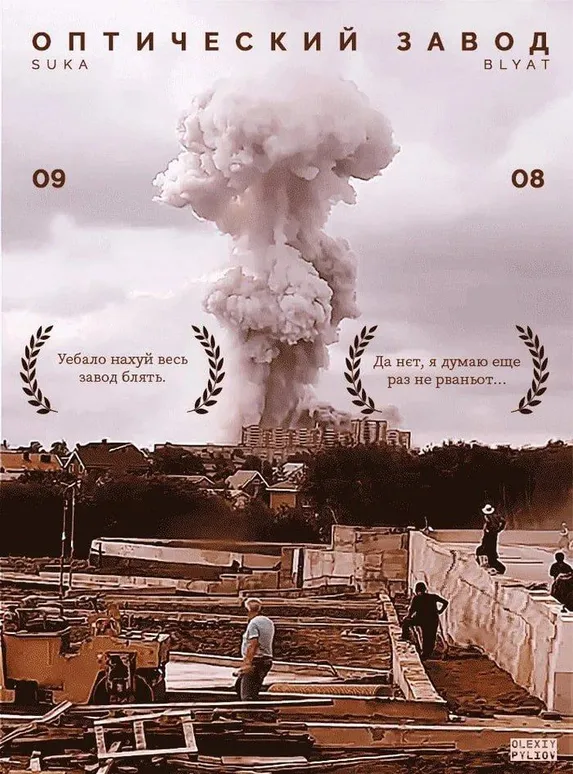 ОПТИЧЕСКИЙ ЗАВОД
SUKA BLYAT
09 08
Уебало нахуй весь
завод блять.
Да нєт, я думаю еще
раз не рваньот...
OLEXIY
PYLIOV